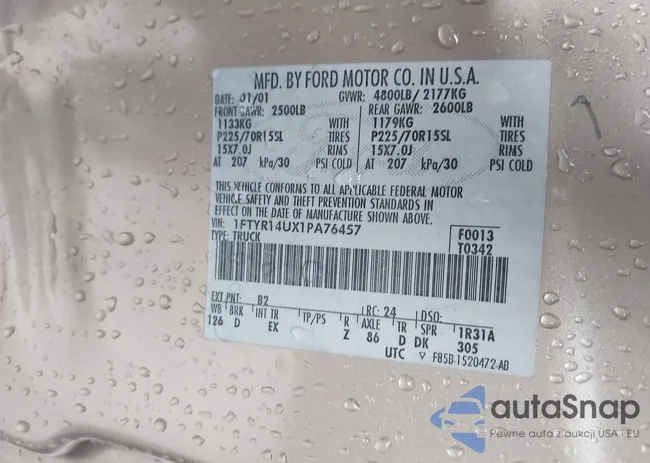 MFD. BY FORD MOTOR CO. IN U.S.A.
DATE: 01/01 GVWR: 4800LB/ 2177KG
FRONT GAWR: 2500LB REAR GAWR: 2600LB
1133KG WITH 1179KG WITH
P225/70R15SL TIRES P225/70R15SL TIRES
15X7.0J RIMS 15X7.0J RIMS
AT 207 kPa/30 PSI COLD AT 207 kPa/30 PSI COLD
THIS VEHICLE CONFORMS TO ALL APPLICABLE FEDERAL MOTOR
VEHICLE SAFETY AND THEFT PREVENTION STANDARDS IN
EFFECT ON THE DATE OF MANUFACTURE SHOWN ABOVE.
VIN: 1FTYR14UX1PA76457 F0013
TYPE: TRUCK T0342
EXT PNT: B2 RC: 24 DSO:
WB BRK INT TR TP/PS R AXLE TR SPR 1R31A
126 D EX Z 86 D DK 305
UTC ▽ F85B-1520472-AB
autaSnap
Pewne auta z aukcji USA i EU